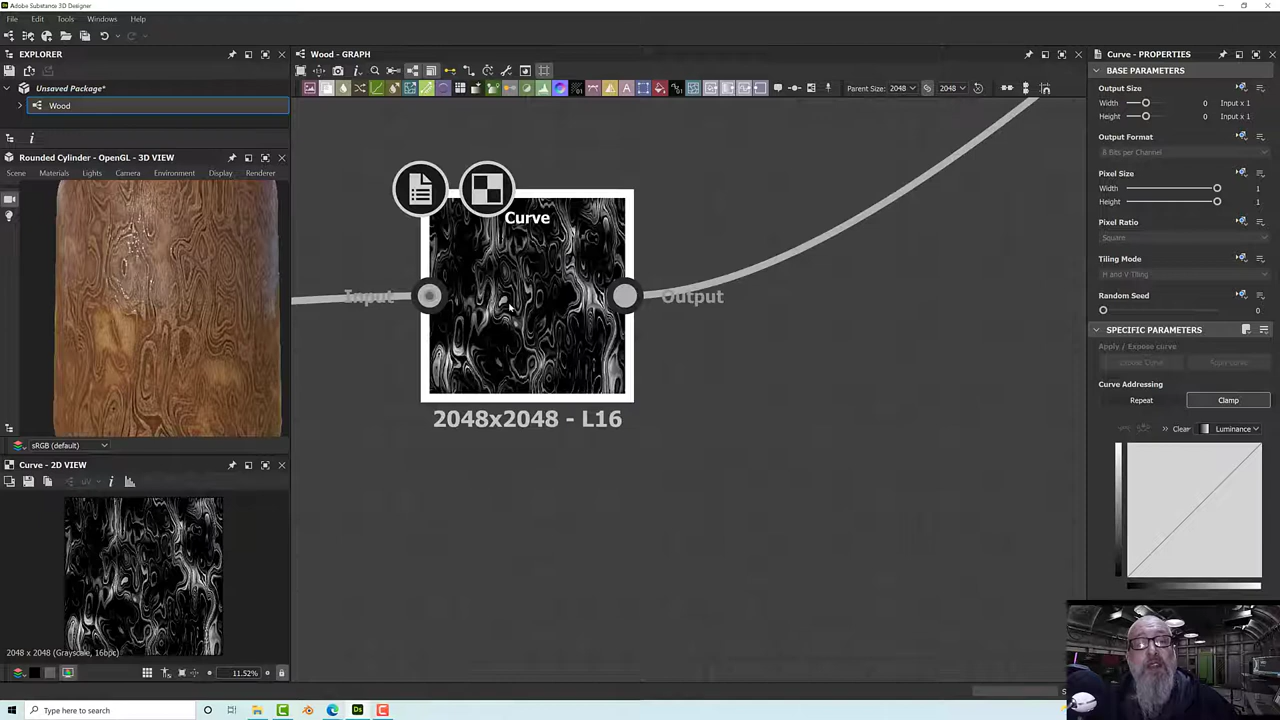 Adobe Substance 3D Designer
File Edit Tools Windows Help
EXPLORER
Unsaved Package*
Wood
Rounded Cylinder - OpenGL - 3D VIEW
Scene Materials Lights Camera Environment Display Renderer
sRGB (default)
Curve - 2D VIEW
2048 x 2048 (Grayscale, 16bpc)
11.52%
Wood - GRAPH
Parent Size: 2048 2048
Curve
Input
Output
2048x2048 - L16
Curve - PROPERTIES
BASE PARAMETERS
Output Size
Width 0 Input x 1
Height 0 Input x 1
Output Format
8 Bits per Channel
Pixel Size
Width 1
Height 1
Pixel Ratio
Square
Tiling Mode
H and V Tiling
Random Seed
0
SPECIFIC PARAMETERS
Apply / Expose curve
Curve Addressing
Repeat Clamp
Clear Luminance
Type here to search